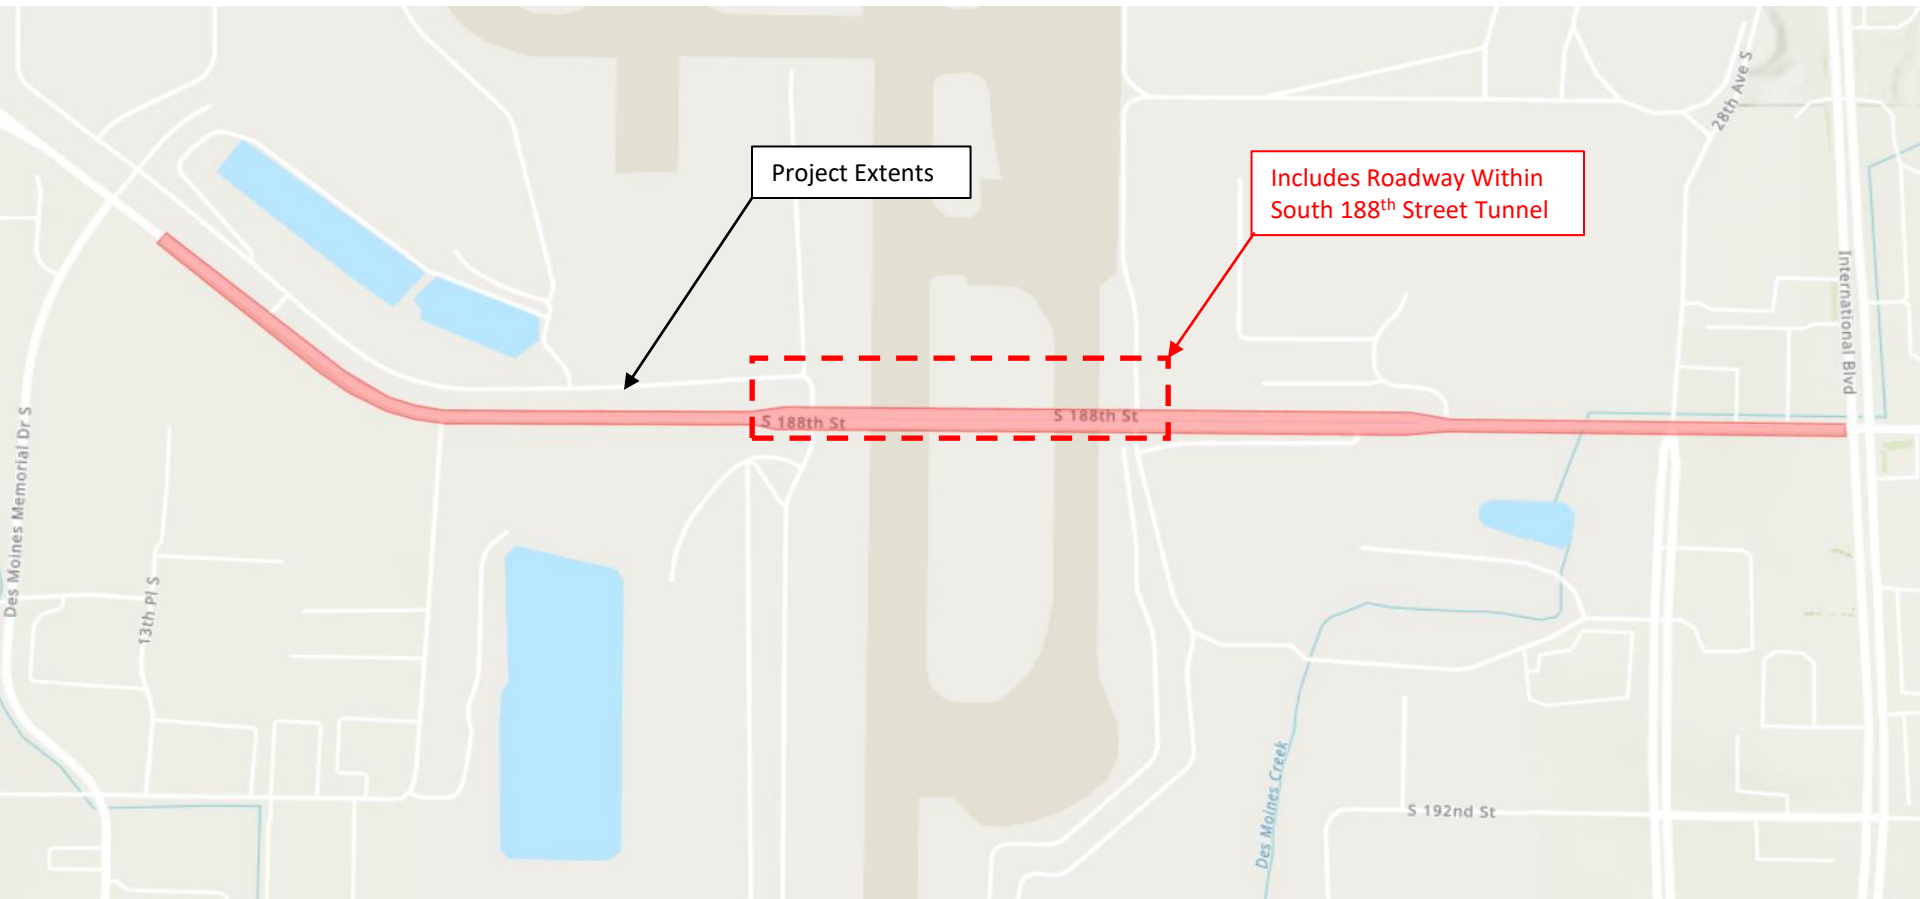 28th Ave S
Project Extents
Includes Roadway Within
South 188th Street Tunnel
International Blvd
S 188th St
S 188th St
Des Moines Memorial Dr S
13th Pl S
Des Moines Creek
S 192nd St